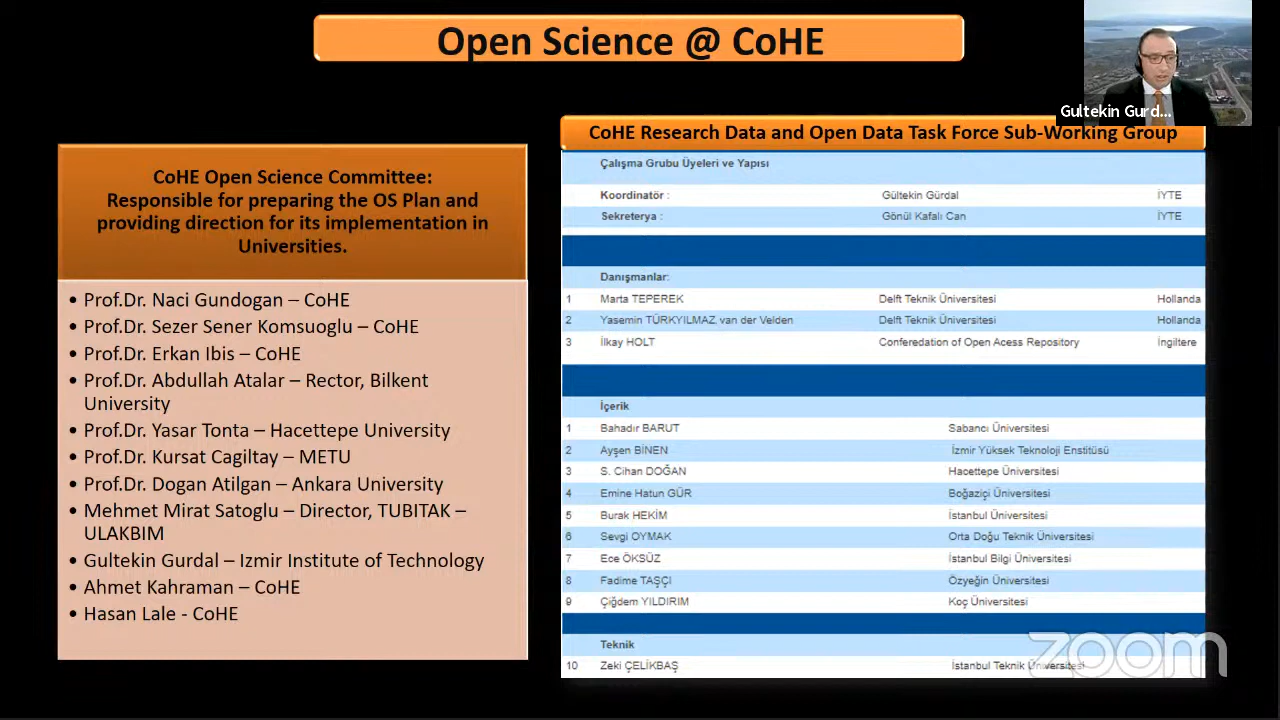 Open Science @ CoHE
Gultekin Gurd...
CoHE Open Science Committee:
Responsible for preparing the OS Plan and
providing direction for its implementation in
Universities.
• Prof.Dr. Naci Gundogan – CoHE
• Prof.Dr. Sezer Sener Komsuoglu – CoHE
• Prof.Dr. Erkan Ibis – CoHE
• Prof.Dr. Abdullah Atalar – Rector, Bilkent
University
• Prof.Dr. Yasar Tonta – Hacettepe University
• Prof.Dr. Kursat Cagiltay – METU
• Prof.Dr. Dogan Atilgan – Ankara University
• Mehmet Mirat Satoglu – Director, TUBITAK –
ULAKBIM
• Gultekin Gurdal – Izmir Institute of Technology
• Ahmet Kahraman – CoHE
• Hasan Lale - CoHE
CoHE Research Data and Open Data Task Force Sub-Working Group
Çalışma Grubu Üyeleri ve Yapısı
Koordinatör : Gültekin Gürdal İYTE
Sekreterya : Gönül Kafalı Can İYTE
Danışmanlar:
1 Marta TEPEREK Delft Teknik Üniversitesi Hollanda
2 Yasemin TÜRKYILMAZ van der Velden Delft Teknik Üniversitesi Hollanda
3 İlkay HOLT Conferedation of Open Acess Repository İngiltere
İçerik
1 Bahadır BARUT Sabancı Üniversitesi
2 Ayşen BİNEN İzmir Yüksek Teknoloji Enstitüsü
3 S. Cihan DOĞAN Hacettepe Üniversitesi
4 Emine Hatun GÜR Boğaziçi Üniversitesi
5 Burak HEKİM İstanbul Üniversitesi
6 Sevgi OYMAK Orta Doğu Teknik Üniversitesi
7 Ece ÖKSÜZ İstanbul Bilgi Üniversitesi
8 Fadime TAŞÇI Özyeğin Üniversitesi
9 Çiğdem YILDIRIM Koç Üniversitesi
Teknik
10 Zeki ÇELİKBAŞ İstanbul Teknik Üniversitesi
zoom